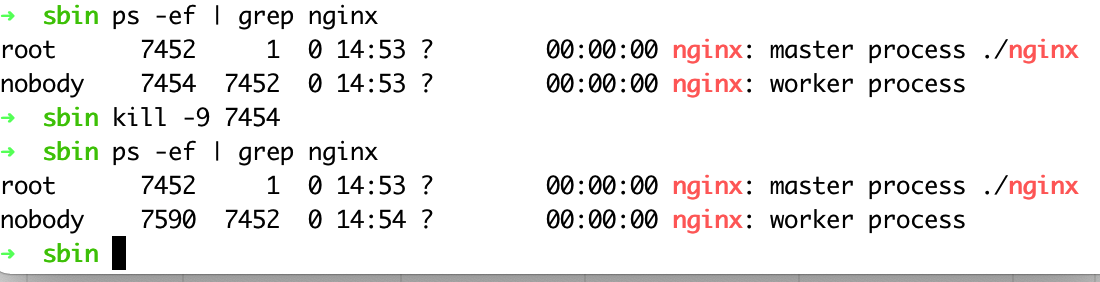 ➜  sbin ps -ef | grep nginx
root      7452     1  0 14:53 ?        00:00:00 nginx: master process ./nginx
nobody    7454  7452  0 14:53 ?        00:00:00 nginx: worker process
➜  sbin kill -9 7454
➜  sbin ps -ef | grep nginx
root      7452     1  0 14:53 ?        00:00:00 nginx: master process ./nginx
nobody    7590  7452  0 14:54 ?        00:00:00 nginx: worker process
➜  sbin